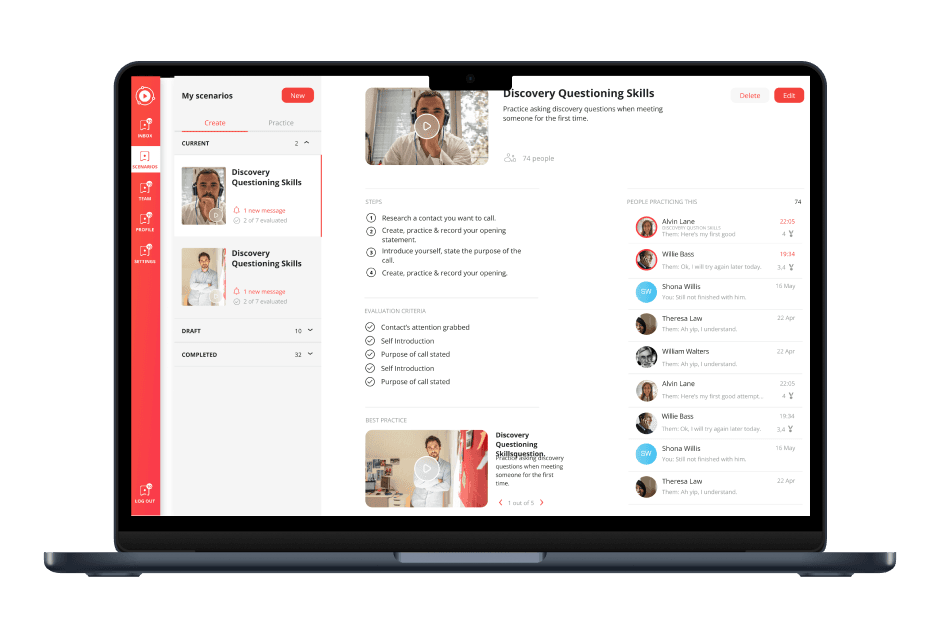 INBOX
SCENARIOS
TEAM
PROFILE
SETTINGS
LOG OUT
My scenarios
New
Create
Practice
CURRENT
2
Discovery
Questioning Skills
1 new message
2 of 7 evaluated
Discovery
Questioning Skills
1 new message
2 of 7 evaluated
DRAFT
10
COMPLETED
32
Discovery Questioning Skills
Practice asking discovery questions when meeting
someone for the first time.
74 people
Delete
Edit
STEPS
1 Research a contact you want to call.
2 Create, practice & record your opening
statement.
3 Introduce yourself, state the purpose of the
call.
4 Create, practice & record your opening.
EVALUATION CRITERIA
Contact's attention grabbed
Self Introduction
Purpose of call stated
Self Introduction
Purpose of call stated
BEST PRACTICE
Discovery
Questioning
Skillsquestion.
Practice asking discovery
questions when meeting
someone for the first
time.
1 out of 5
PEOPLE PRACTICING THIS
74
Alvin Lane
22:05
DISCOVERY QUESTION SKILLS
Them: Here's my first good
4
Willie Bass
19:34
Them: Ok, I will try again later today.
3,4
SW
Shona Willis
16 May
You: Still not finished with him.
Theresa Law
22 Apr
Them: Ah yip, I understand.
William Walters
22 Apr
Them: Ah yip, I understand.
Alvin Lane
22:05
Them: Here's my first good attempt...
4
Willie Bass
19:34
Them: Ok, I will try again later today.
3,4
SW
Shona Willis
16 May
You: Still not finished with him.
Theresa Law
22 Apr
Them: Ah yip, I understand.